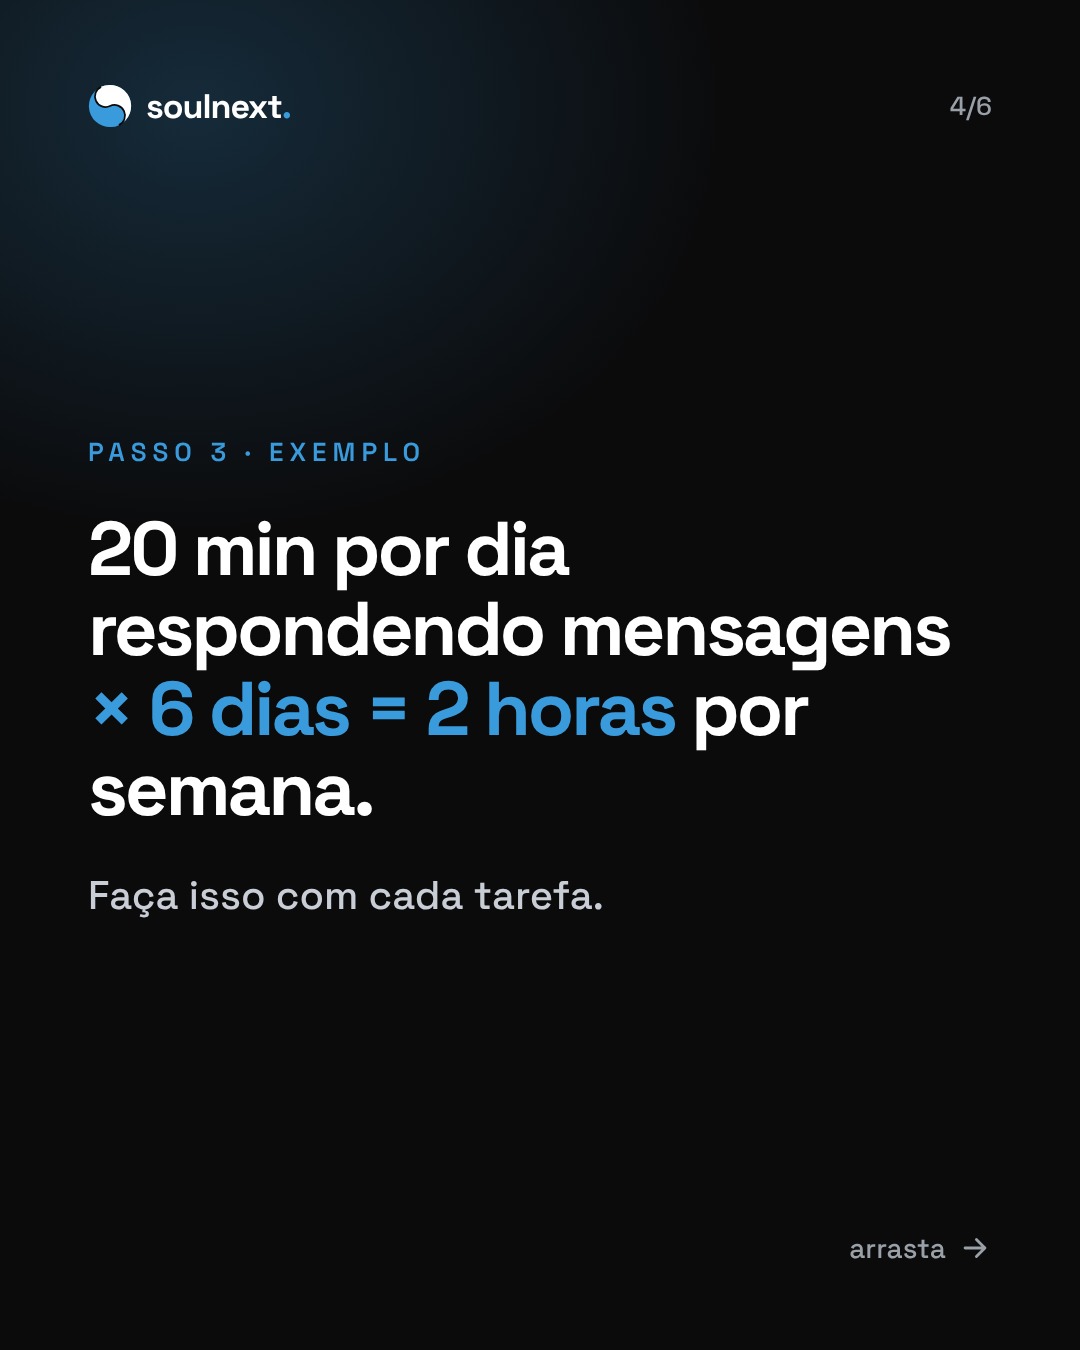 soulnext.
4/6
PASSO 3 · EXEMPLO
20 min por dia
respondendo mensagens
× 6 dias = 2 horas por
semana.
Faça isso com cada tarefa.
arrasta →